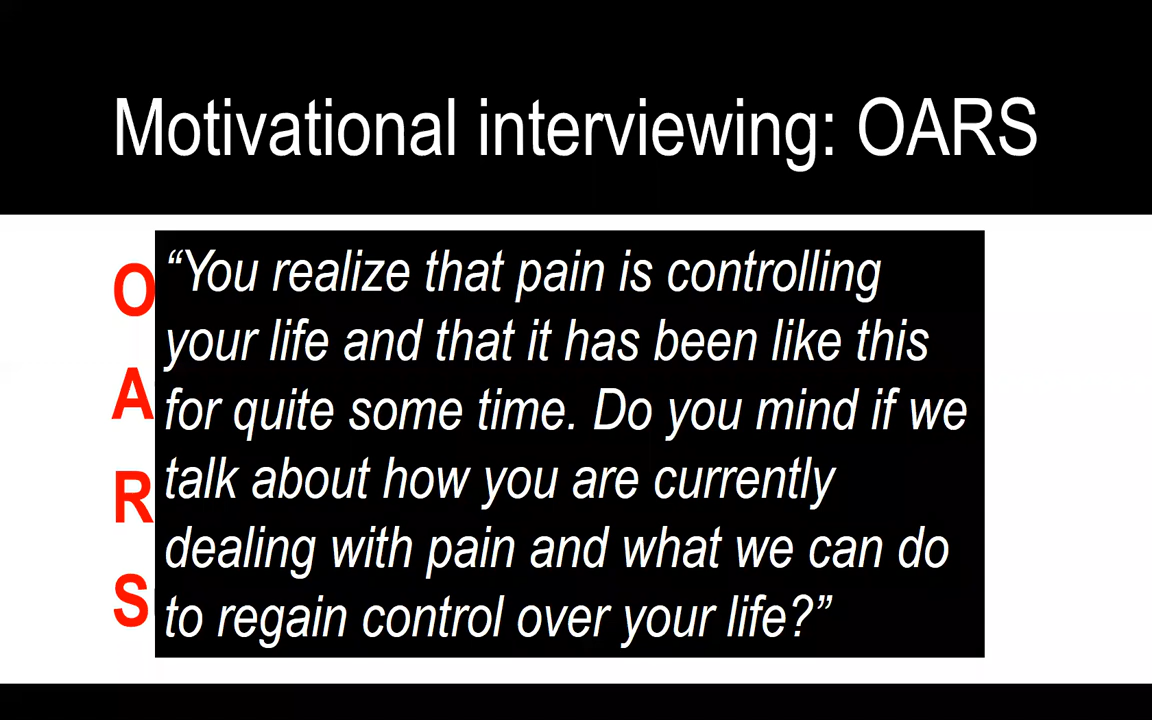 Motivational interviewing: OARS
O
A
R
S
“You realize that pain is controlling
your life and that it has been like this
for quite some time. Do you mind if we
talk about how you are currently
dealing with pain and what we can do
to regain control over your life?”